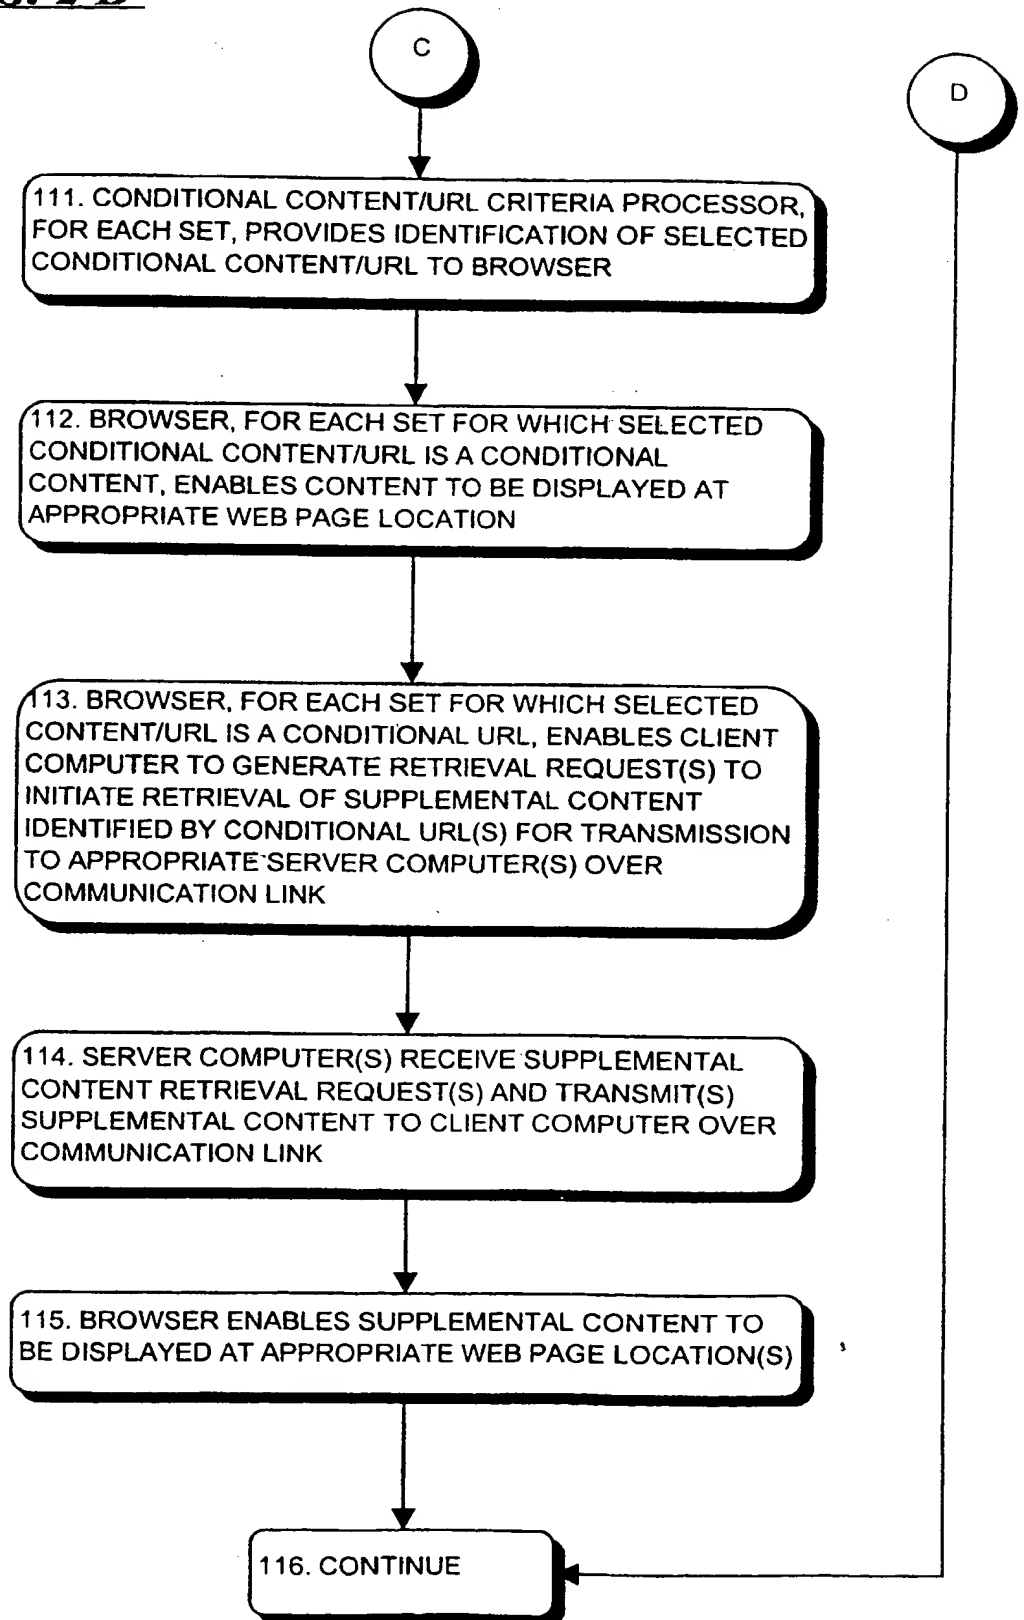 C
D
111. CONDITIONAL CONTENT/URL CRITERIA PROCESSOR,
FOR EACH SET, PROVIDES IDENTIFICATION OF SELECTED
CONDITIONAL CONTENT/URL TO BROWSER
112. BROWSER, FOR EACH SET FOR WHICH SELECTED
CONDITIONAL CONTENT/URL IS A CONDITIONAL
CONTENT, ENABLES CONTENT TO BE DISPLAYED AT
APPROPRIATE WEB PAGE LOCATION
113. BROWSER, FOR EACH SET FOR WHICH SELECTED
CONTENT/URL IS A CONDITIONAL URL, ENABLES CLIENT
COMPUTER TO GENERATE RETRIEVAL REQUEST(S) TO
INITIATE RETRIEVAL OF SUPPLEMENTAL CONTENT
IDENTIFIED BY CONDITIONAL URL(S) FOR TRANSMISSION
TO APPROPRIATE SERVER COMPUTER(S) OVER
COMMUNICATION LINK
114. SERVER COMPUTER(S) RECEIVE SUPPLEMENTAL
CONTENT RETRIEVAL REQUEST(S) AND TRANSMIT(S)
SUPPLEMENTAL CONTENT TO CLIENT COMPUTER OVER
COMMUNICATION LINK
115. BROWSER ENABLES SUPPLEMENTAL CONTENT TO
BE DISPLAYED AT APPROPRIATE WEB PAGE LOCATION(S)
116. CONTINUE